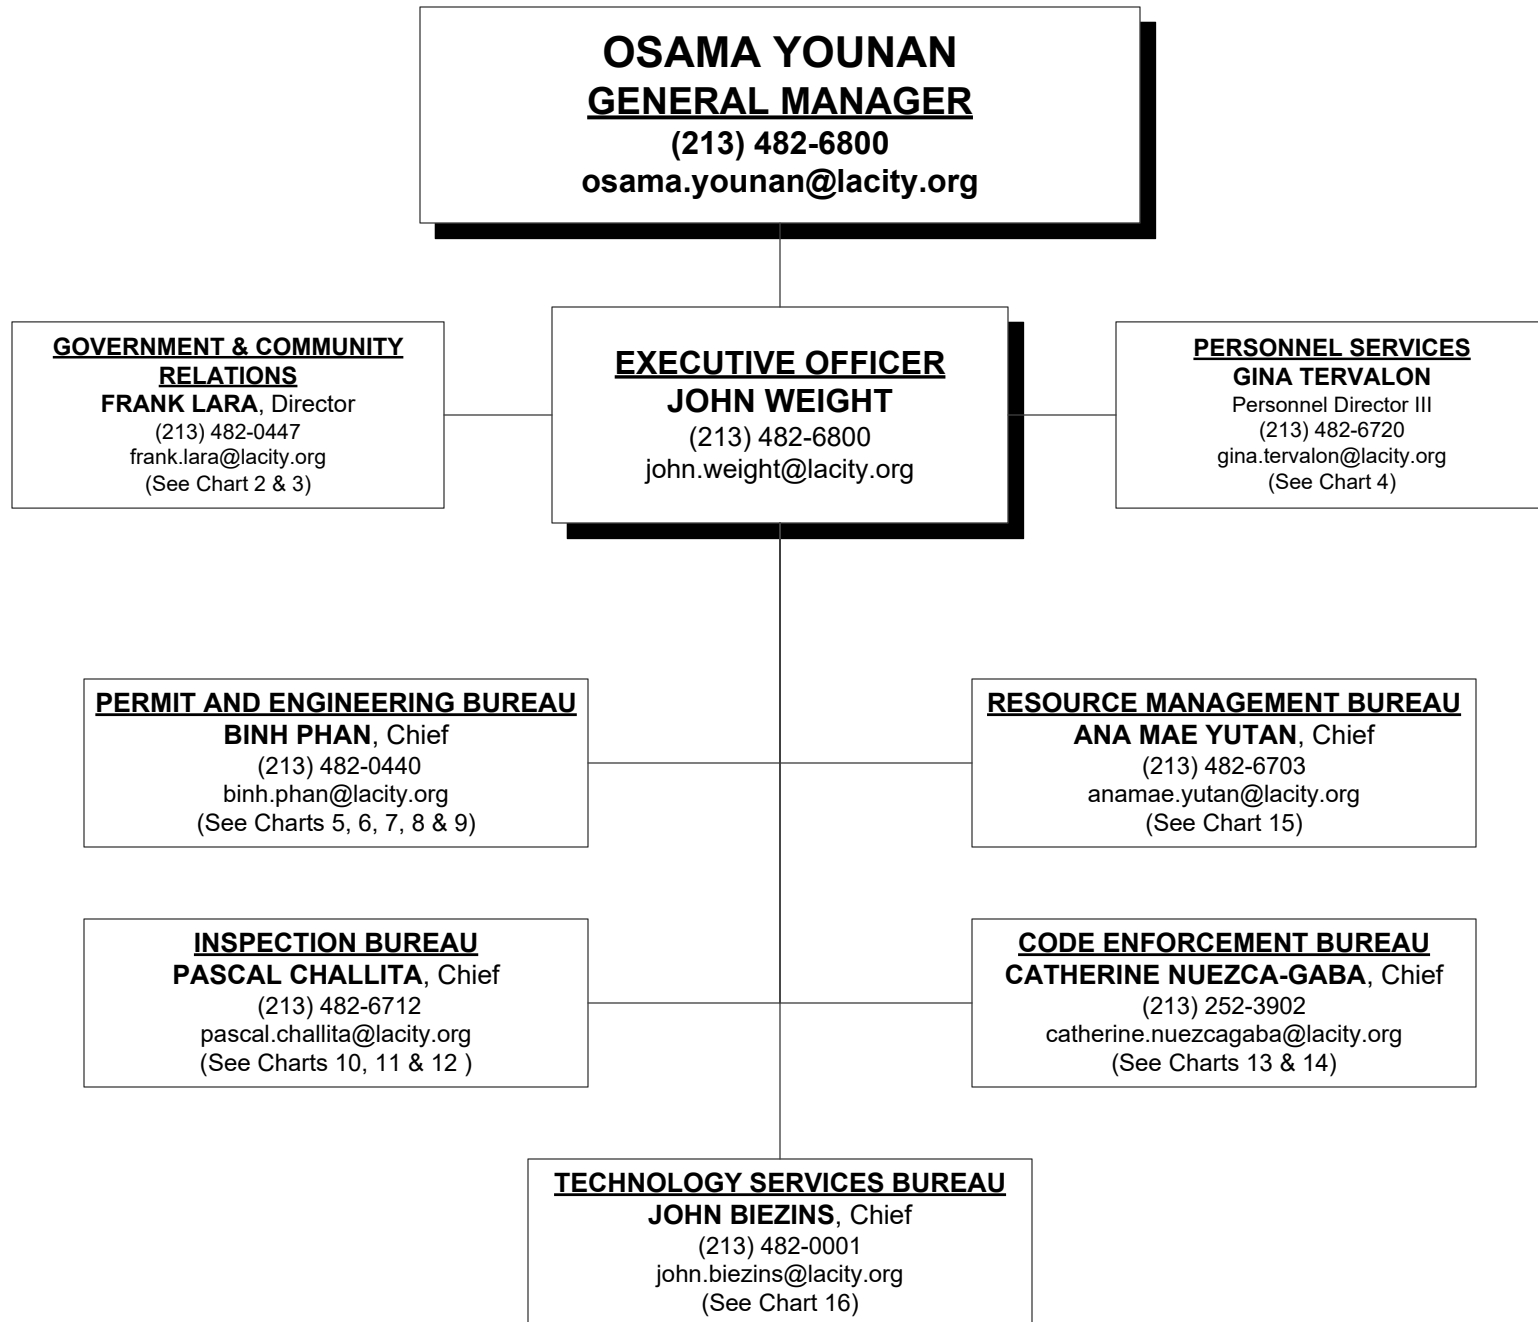 OSAMA YOUNAN
GENERAL MANAGER
(213) 482-6800
osama.younan@lacity.org
GOVERNMENT & COMMUNITY
RELATIONS
FRANK LARA, Director
(213) 482-0447
frank.lara@lacity.org
(See Chart 2 & 3)
EXECUTIVE OFFICER
JOHN WEIGHT
(213) 482-6800
john.weight@lacity.org
PERSONNEL SERVICES
GINA TERVALON
Personnel Director III
(213) 482-6720
gina.tervalon@lacity.org
(See Chart 4)
PERMIT AND ENGINEERING BUREAU
BINH PHAN, Chief
(213) 482-0440
binh.phan@lacity.org
(See Charts 5, 6, 7, 8 & 9)
RESOURCE MANAGEMENT BUREAU
ANA MAE YUTAN, Chief
(213) 482-6703
anamae.yutan@lacity.org
(See Chart 15)
INSPECTION BUREAU
PASCAL CHALLITA, Chief
(213) 482-6712
pascal.challita@lacity.org
(See Charts 10, 11 & 12 )
CODE ENFORCEMENT BUREAU
CATHERINE NUEZCA-GABA, Chief
(213) 252-3902
catherine.nuezcagaba@lacity.org
(See Charts 13 & 14)
TECHNOLOGY SERVICES BUREAU
JOHN BIEZINS, Chief
(213) 482-0001
john.biezins@lacity.org
(See Chart 16)